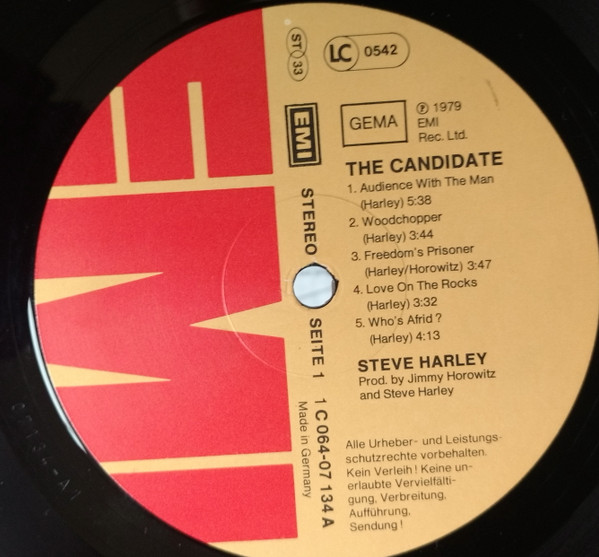 ST 33
LC 0542
EMI
GEMA
℗ 1979
EMI
Rec. Ltd.
THE CANDIDATE
1. Audience With The Man
(Harley) 5:38
2. Woodchopper
(Harley) 3:44
3. Freedom's Prisoner
(Harley/Horowitz) 3:47
4. Love On The Rocks
(Harley) 3:32
5. Who's Afrid?
(Harley) 4:13
STEVE HARLEY
Prod. by Jimmy Horowitz
and Steve Harley
STEREO
SEITE 1
1 C 064-07 134 A
Made in Germany
Alle Urheber- und Leistungs-
schutzrechte vorbehalten.
Kein Verleih! Keine un-
erlaubte Vervielfälti-
gung, Verbreitung,
Aufführung,
Sendung!